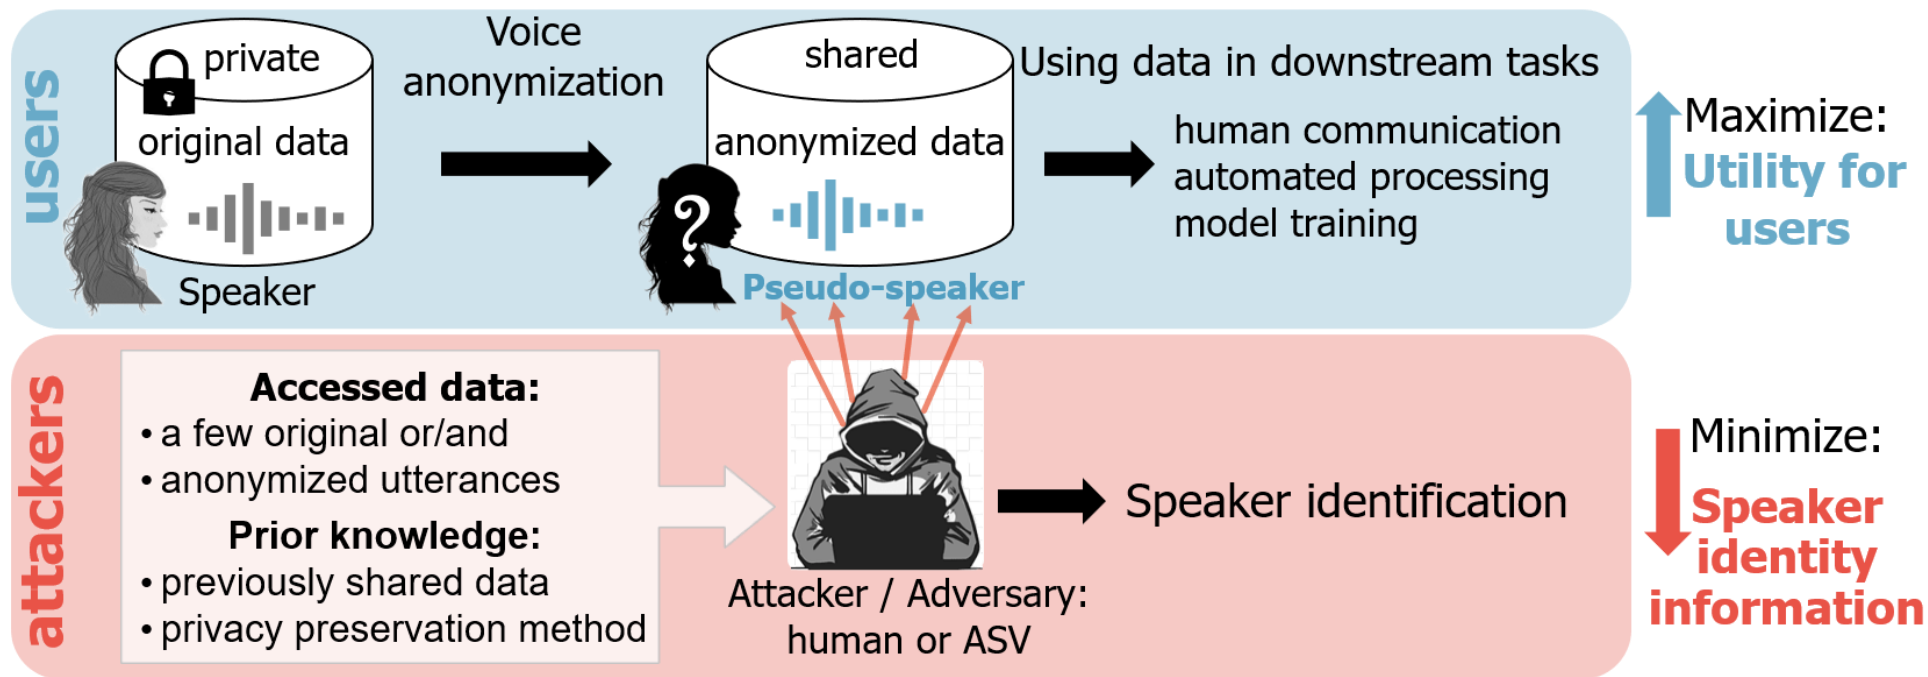 users
private
original data
Speaker
Voice
anonymization
shared
anonymized data
?
Pseudo-speaker
Using data in downstream tasks
human communication
automated processing
model training
Maximize:
Utility for
users
attackers
Accessed data:
• a few original or/and
• anonymized utterances
Prior knowledge:
• previously shared data
• privacy preservation method
Attacker / Adversary:
human or ASV
Speaker identification
Minimize:
Speaker
identity
information